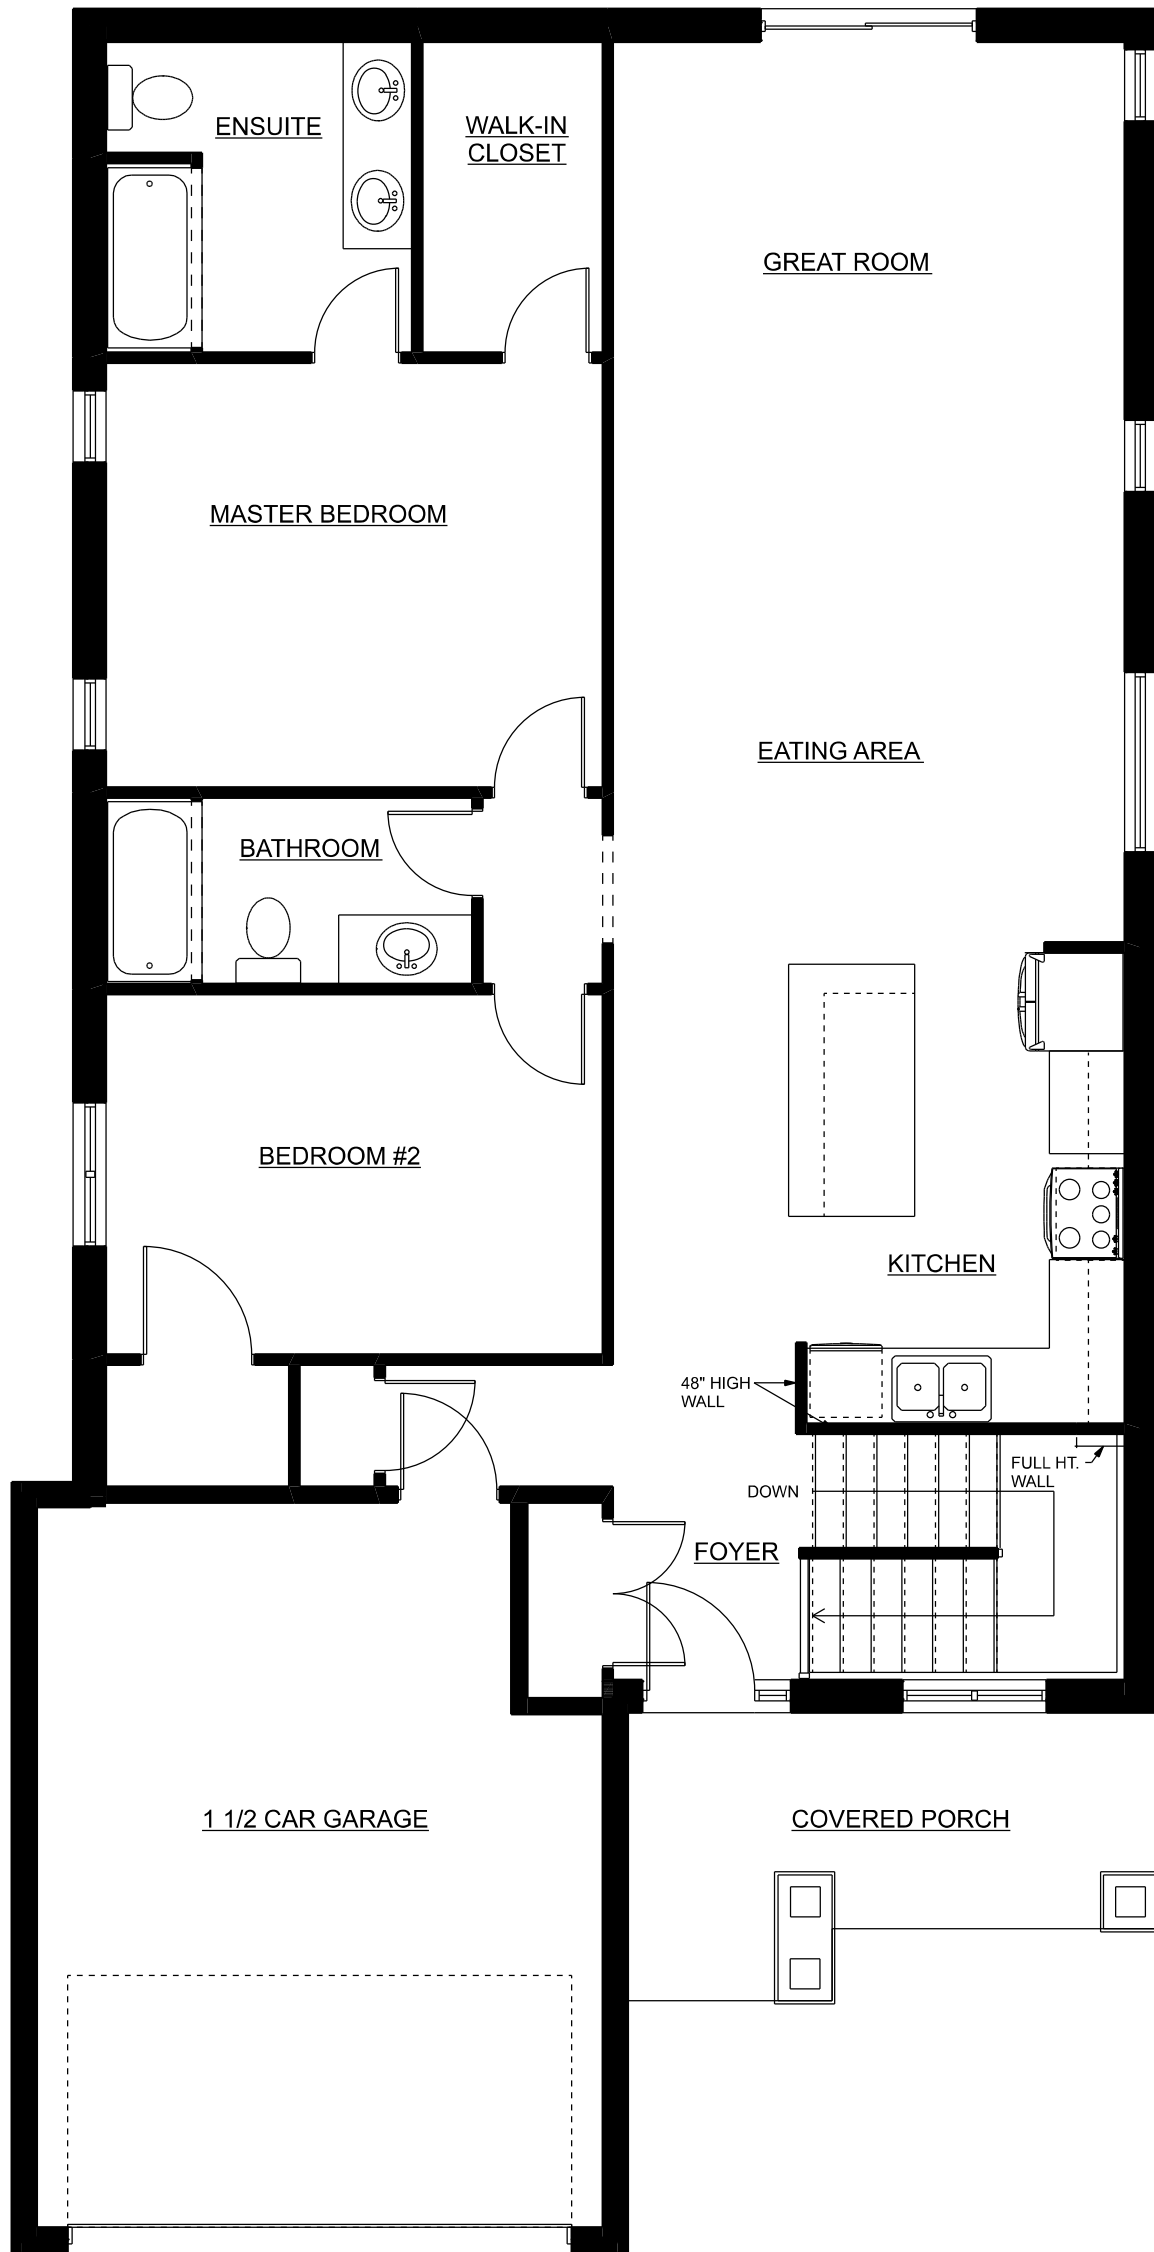 ENSUITE
WALK-IN
CLOSET
GREAT ROOM
MASTER BEDROOM
EATING AREA
BATHROOM
BEDROOM #2
KITCHEN
48" HIGH
WALL
FULL HT.
WALL
DOWN
FOYER
1 1/2 CAR GARAGE
COVERED PORCH